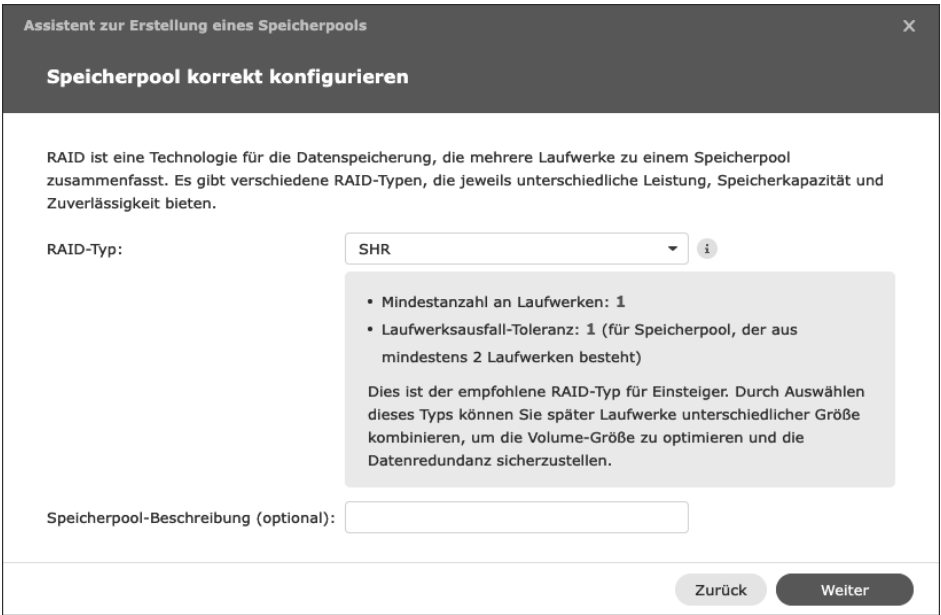 Assistent zur Erstellung eines Speicherpools
Speicherpool korrekt konfigurieren
RAID ist eine Technologie für die Datenspeicherung, die mehrere Laufwerke zu einem Speicherpool
zusammenfasst. Es gibt verschiedene RAID-Typen, die jeweils unterschiedliche Leistung, Speicherkapazität und
Zuverlässigkeit bieten.
RAID-Typ: SHR i
• Mindestanzahl an Laufwerken: 1
• Laufwerksausfall-Toleranz: 1 (für Speicherpool, der aus
mindestens 2 Laufwerken besteht)
Dies ist der empfohlene RAID-Typ für Einsteiger. Durch Auswählen
dieses Typs können Sie später Laufwerke unterschiedlicher Größe
kombinieren, um die Volume-Größe zu optimieren und die
Datenredundanz sicherzustellen.
Speicherpool-Beschreibung (optional):
Zurück Weiter